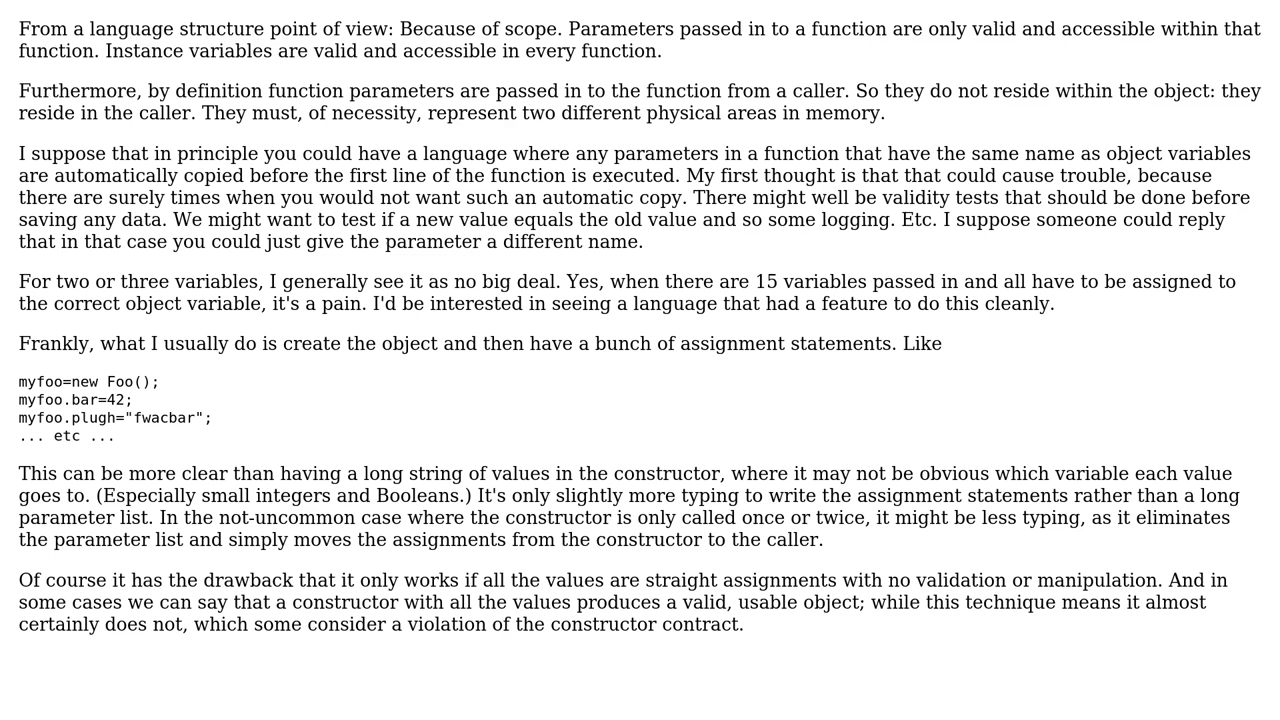 From a language structure point of view: Because of scope. Parameters passed in to a function are only valid and accessible within that
function. Instance variables are valid and accessible in every function.
Furthermore, by definition function parameters are passed in to the function from a caller. So they do not reside within the object: they
reside in the caller. They must, of necessity, represent two different physical areas in memory.
I suppose that in principle you could have a language where any parameters in a function that have the same name as object variables
are automatically copied before the first line of the function is executed. My first thought is that that could cause trouble, because
there are surely times when you would not want such an automatic copy. There might well be validity tests that should be done before
saving any data. We might want to test if a new value equals the old value and so some logging. Etc. I suppose someone could reply
that in that case you could just give the parameter a different name.
For two or three variables, I generally see it as no big deal. Yes, when there are 15 variables passed in and all have to be assigned to
the correct object variable, it's a pain. I'd be interested in seeing a language that had a feature to do this cleanly.
Frankly, what I usually do is create the object and then have a bunch of assignment statements. Like
myfoo=new Foo();
myfoo.bar=42;
myfoo.plugh="fwacbar";
... etc ...
This can be more clear than having a long string of values in the constructor, where it may not be obvious which variable each value
goes to. (Especially small integers and Booleans.) It's only slightly more typing to write the assignment statements rather than a long
parameter list. In the not-uncommon case where the constructor is only called once or twice, it might be less typing, as it eliminates
the parameter list and simply moves the assignments from the constructor to the caller.
Of course it has the drawback that it only works if all the values are straight assignments with no validation or manipulation. And in
some cases we can say that a constructor with all the values produces a valid, usable object; while this technique means it almost
certainly does not, which some consider a violation of the constructor contract.